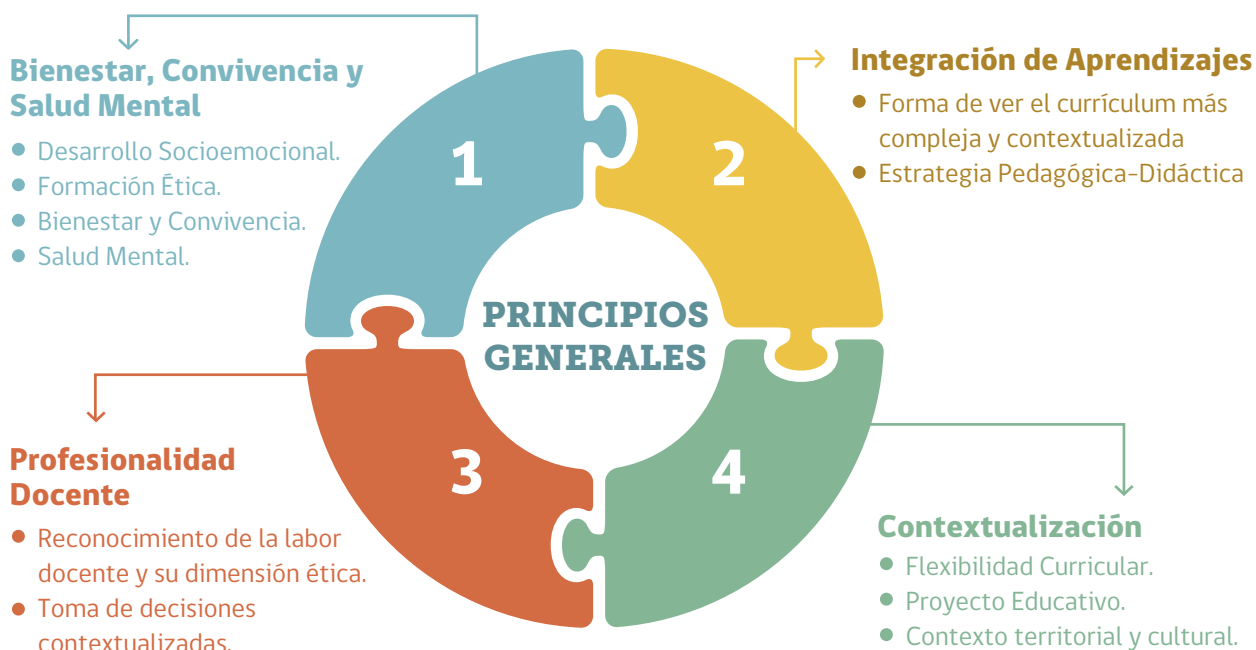 Bienestar, Convivencia y
Salud Mental
● Desarrollo Socioemocional.
● Formación Ética.
● Bienestar y Convivencia.
● Salud Mental.
1
2
Integración de Aprendizajes
● Forma de ver el currículum más
compleja y contextualizada
● Estrategia Pedagógica-Didáctica
PRINCIPIOS
GENERALES
Profesionalidad
Docente
● Reconocimiento de la labor
docente y su dimensión ética.
● Toma de decisiones
contextualizadas.
3
4
Contextualización
● Flexibilidad Curricular.
● Proyecto Educativo.
● Contexto territorial y cultural.